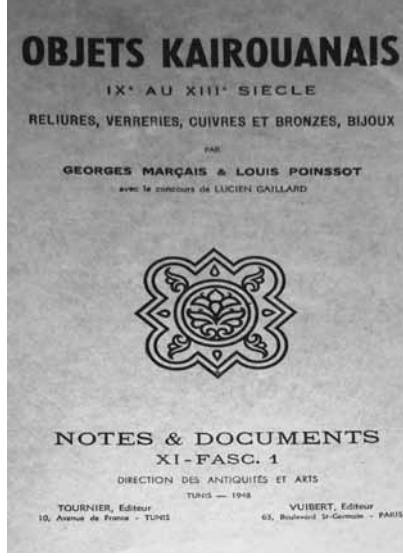 OBJETS KAIROUANAIS
IXᵉ AU XIIIᵉ SIÈCLE
RELIURES, VERRERIES, CUIVRES ET BRONZES, BIJOUX
PAR
GEORGES MARÇAIS & LOUIS POINSSOT
avec le concours de LUCIEN GAILLARD
NOTES & DOCUMENTS
XI - FASC. 1
DIRECTION DES ANTIQUITÉS ET ARTS
TUNIS — 1948
TOURNIER, Editeur VUIBERT, Editeur
10, Avenue de France - TUNIS 63, Boulevard St-Germain - PARIS